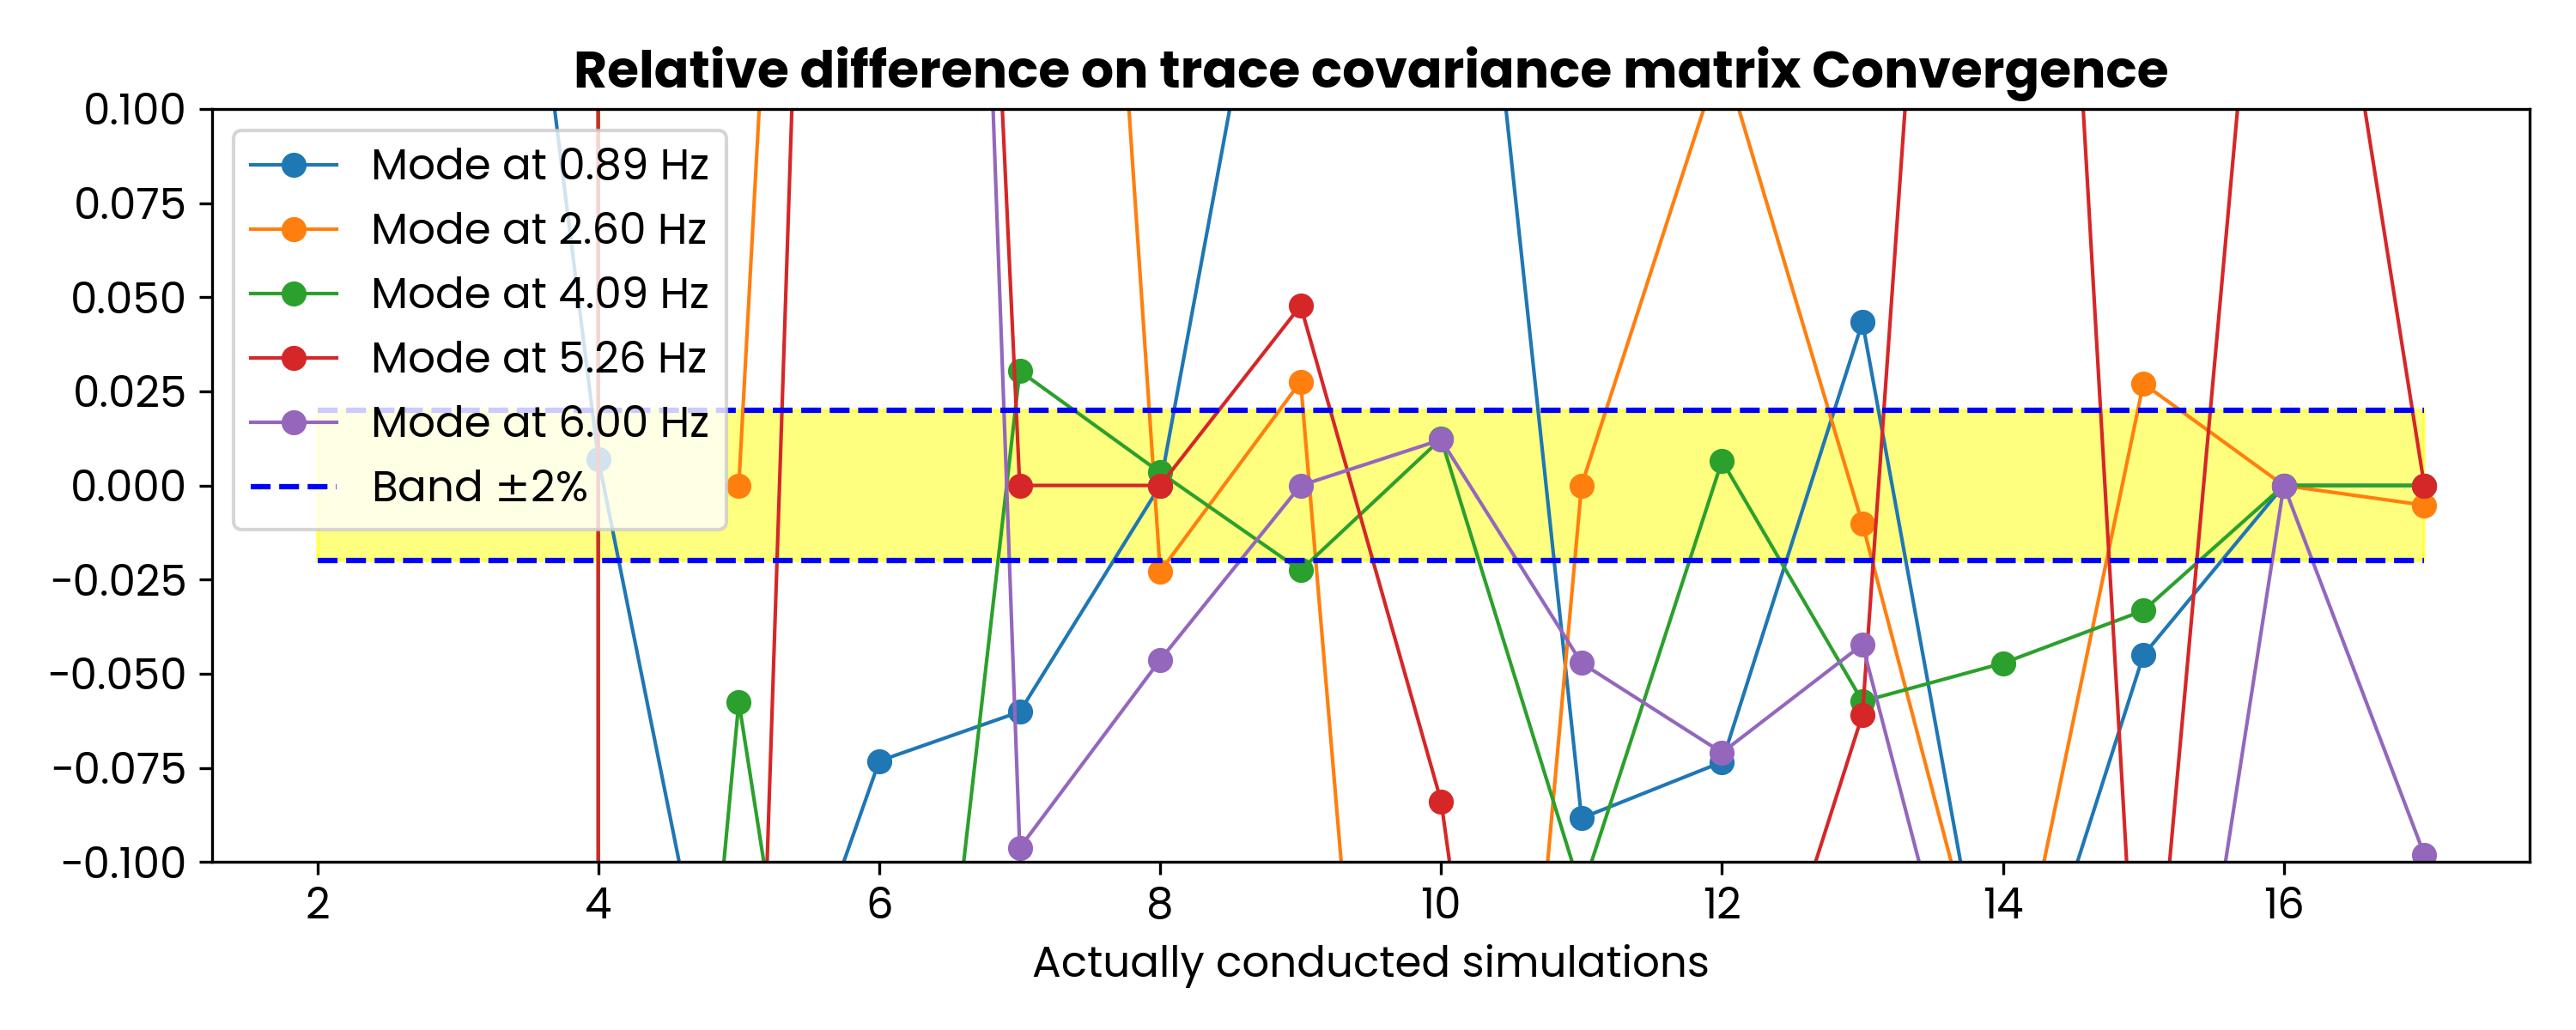 Relative difference on trace covariance matrix Convergence
0.100
0.075
0.050
0.025
0.000
−0.025
−0.050
−0.075
−0.100
Mode at 0.89 Hz
Mode at 2.60 Hz
Mode at 4.09 Hz
Mode at 5.26 Hz
Mode at 6.00 Hz
Band ±2%
2 4 6 8 10 12 14 16
Actually conducted simulations